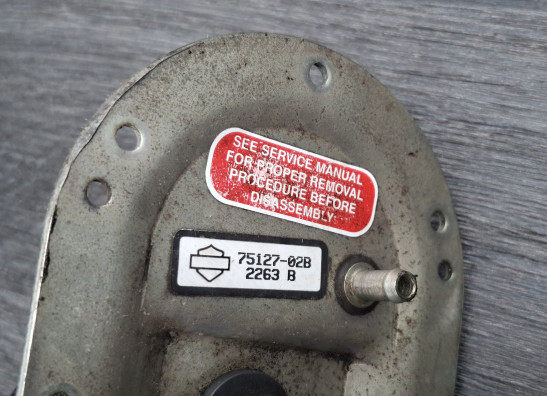 SEE SERVICE MANUAL
FOR PROPER REMOVAL
PROCEDURE BEFORE
DISASSEMBLY
75127-02B
2263 B